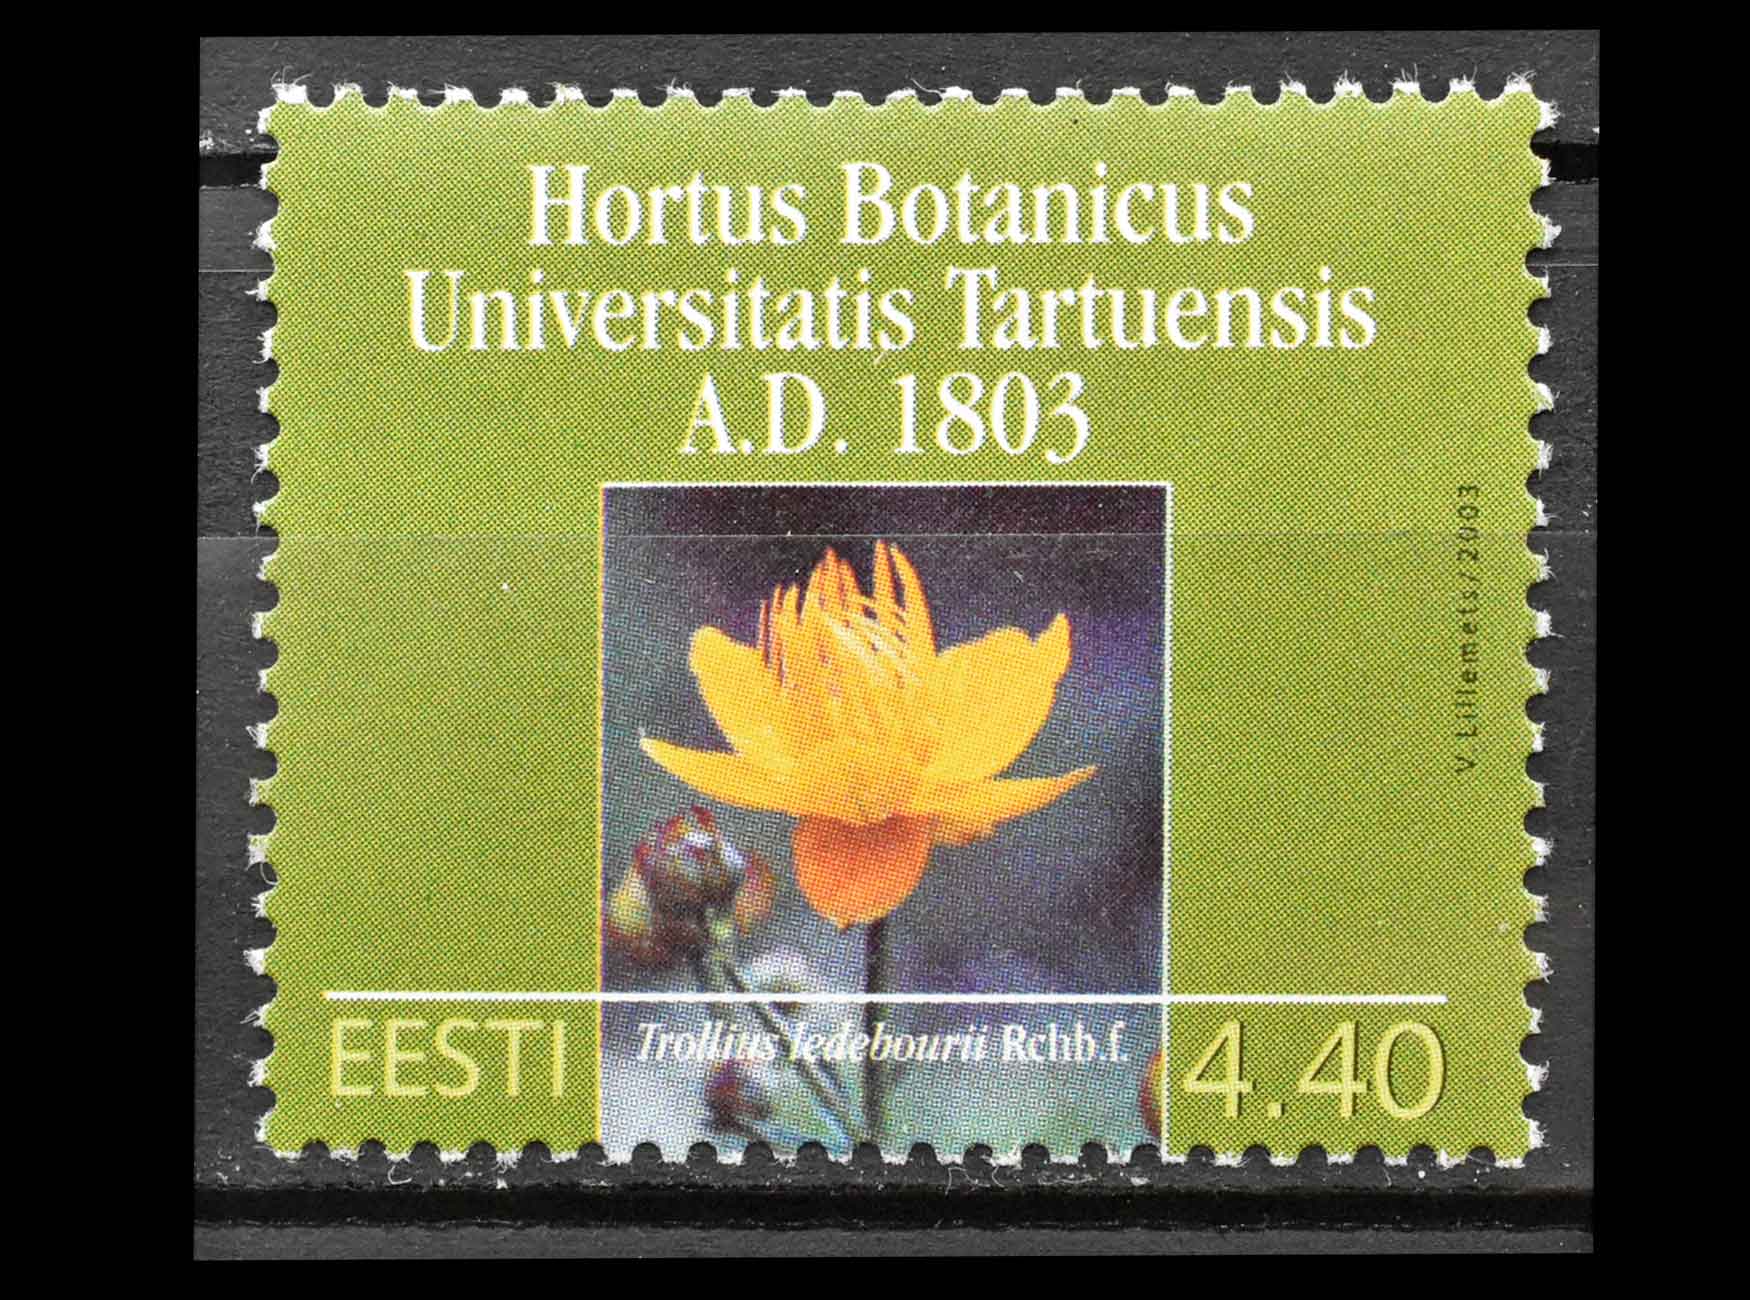 Hortus Botanicus
Universitatis Tartuensis
A.D. 1803
V. Lillemets/2003
Trollius ledebourii Rchb.f.
EESTI
4.40